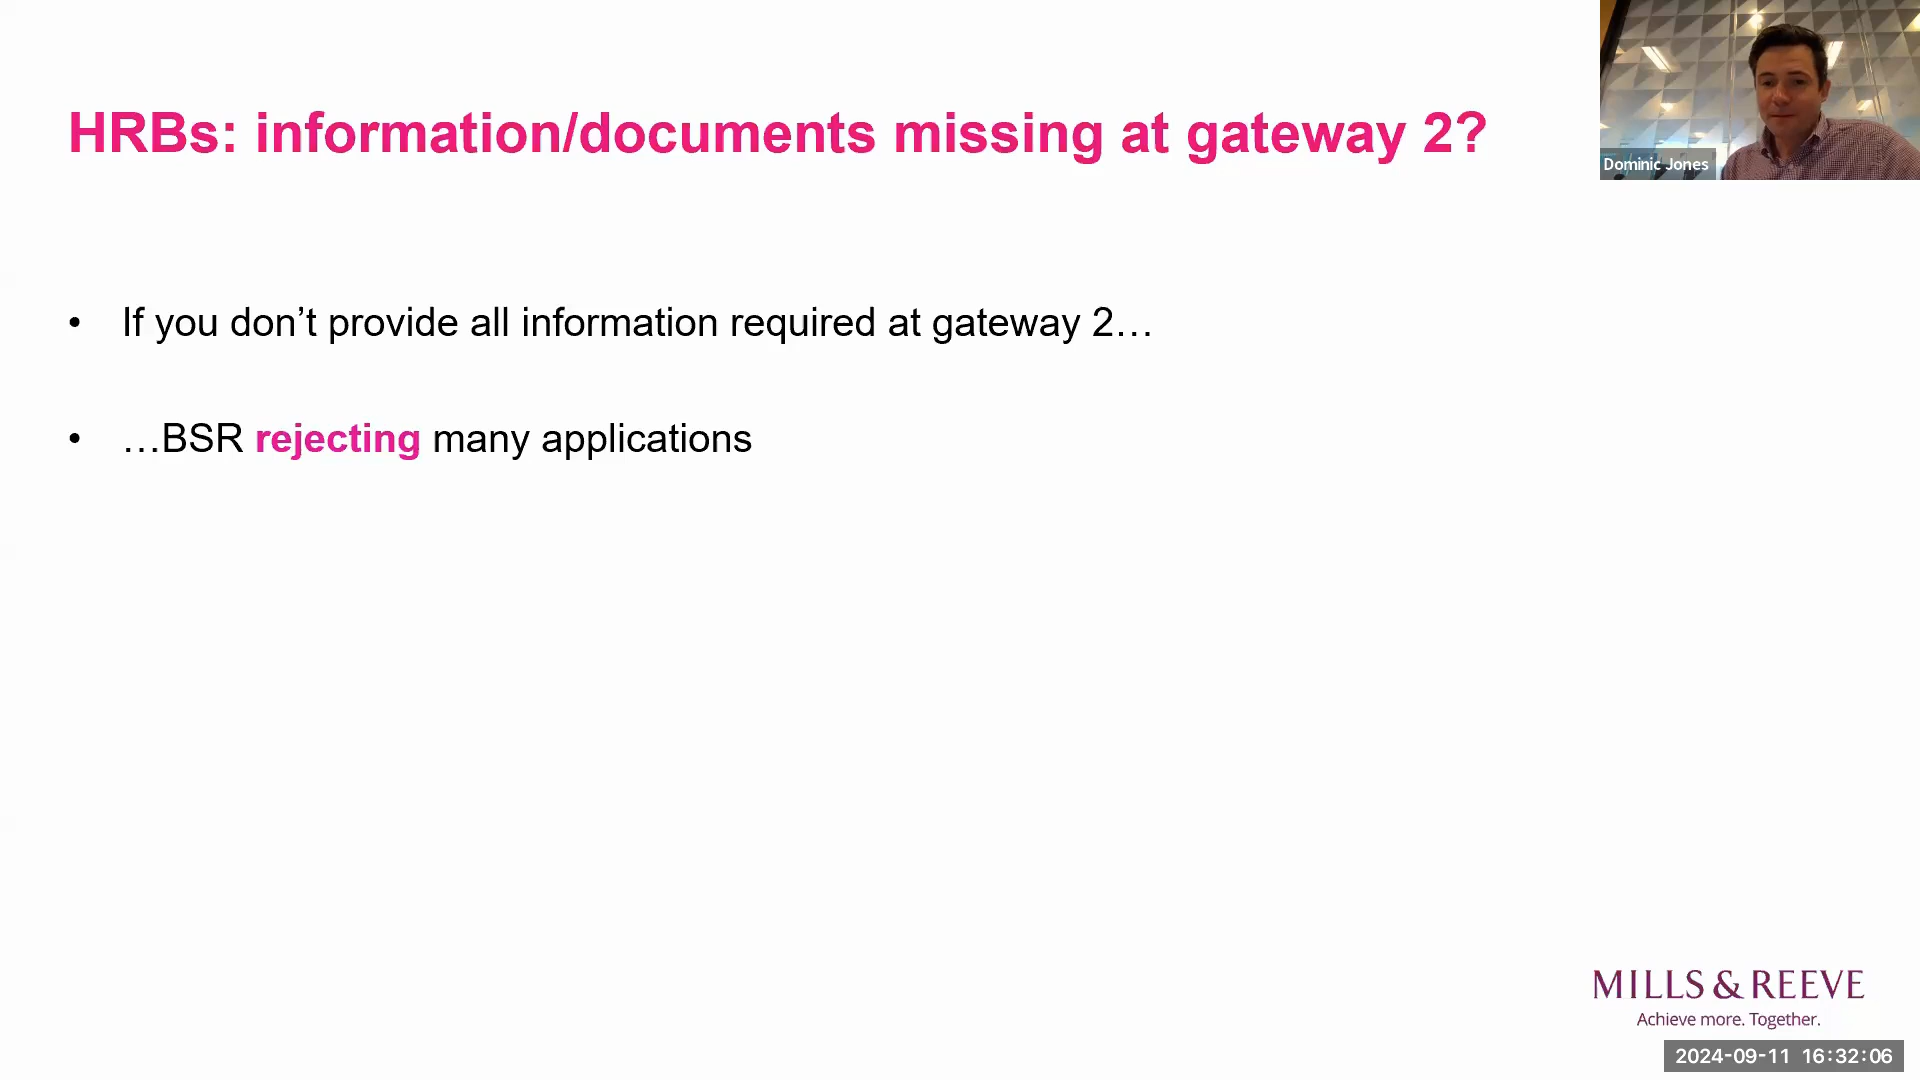 HRBs: information/documents missing at gateway 2?
Dominic Jones
• If you don’t provide all information required at gateway 2…
• …BSR rejecting many applications
MILLS & REEVE
Achieve more. Together.
2024-09-11 16:32:06